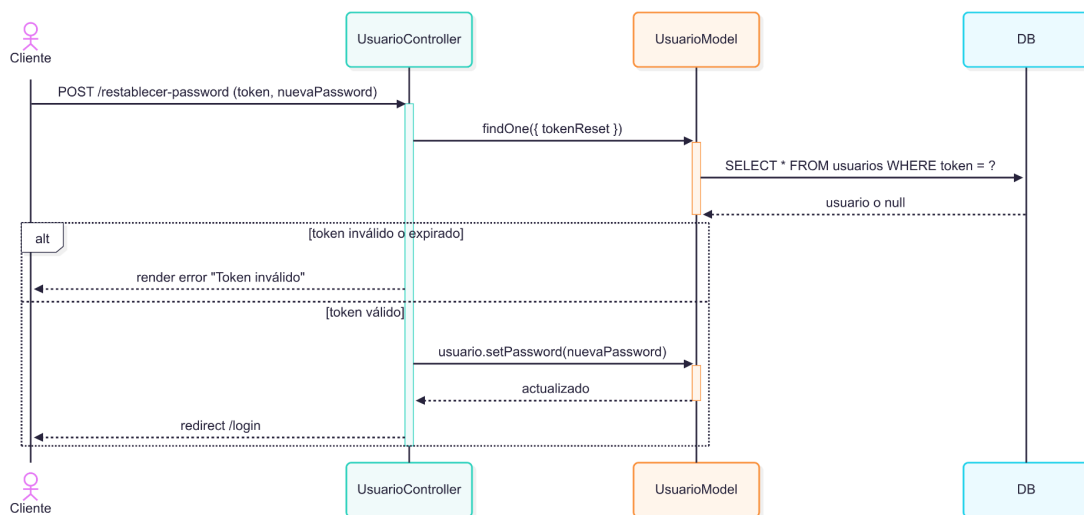 Cliente
UsuarioController
UsuarioModel
DB
POST /restablecer-password (token, nuevaPassword)
findOne({ tokenReset })
SELECT * FROM usuarios WHERE token = ?
usuario o null
alt
[token inválido o expirado]
render error "Token inválido"
[token válido]
usuario.setPassword(nuevaPassword)
actualizado
redirect /login
Cliente
UsuarioController
UsuarioModel
DB